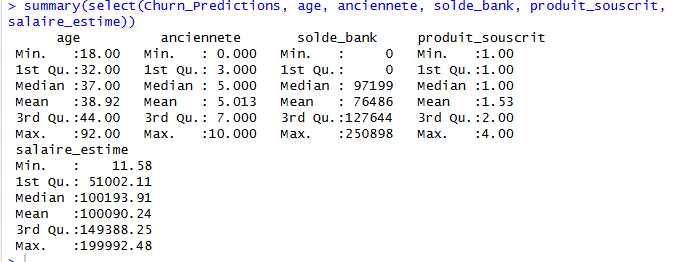 > summary(select(Churn_Predictions, age, anciennete, solde_bank, produit_souscrit,
salaire_estime))
      age          anciennete       solde_bank     produit_souscrit
 Min.   :18.00   Min.   : 0.000   Min.   :     0   Min.   :1.00
 1st Qu.:32.00   1st Qu.: 3.000   1st Qu.:     0   1st Qu.:1.00
 Median :37.00   Median : 5.000   Median : 97199   Median :1.00
 Mean   :38.92   Mean   : 5.013   Mean   : 76486   Mean   :1.53
 3rd Qu.:44.00   3rd Qu.: 7.000   3rd Qu.:127644   3rd Qu.:2.00
 Max.   :92.00   Max.   :10.000   Max.   :250898   Max.   :4.00
 salaire_estime
 Min.   :    11.58
 1st Qu.: 51002.11
 Median :100193.91
 Mean   :100090.24
 3rd Qu.:149388.25
 Max.   :199992.48
>